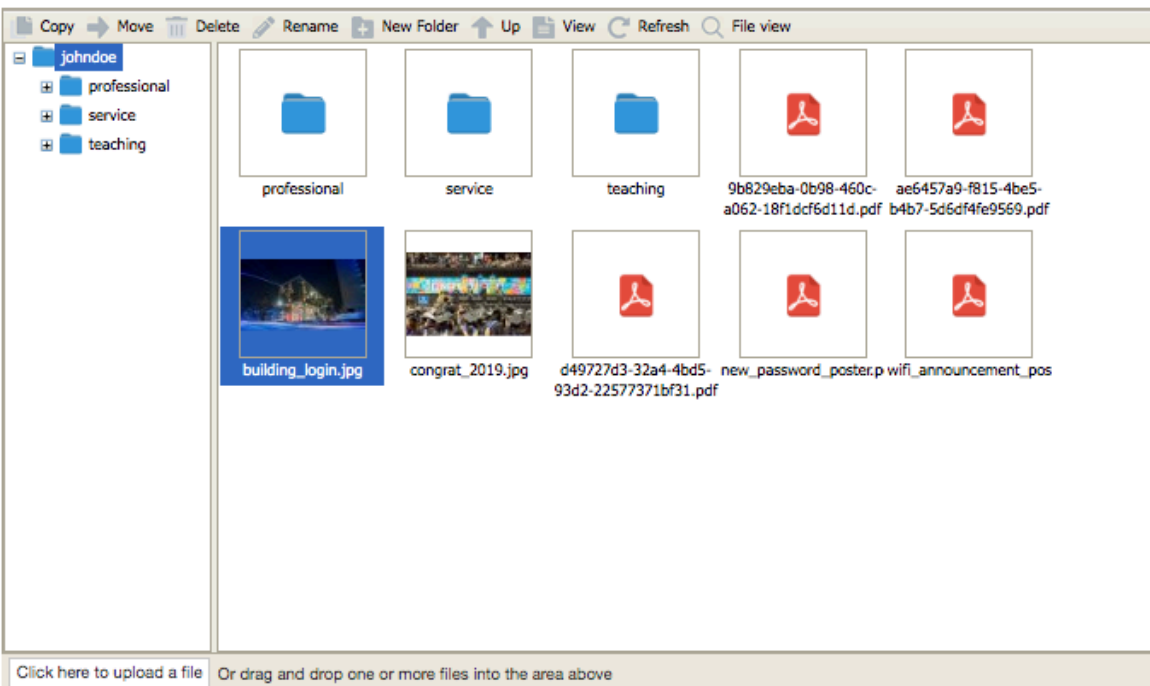 Copy Move Delete Rename New Folder Up View Refresh File view
johndoe
professional
service
teaching
professional service teaching 9b829eba-0b98-460c- ae6457a9-f815-4be5-
a062-18f1dcf6d11d.pdf b4b7-5d6df4fe9569.pdf
building_login.jpg congrat_2019.jpg d49727d3-32a4-4bd5- new_password_poster.p wifi_announcement_pos
93d2-22577371bf31.pdf
Click here to upload a file Or drag and drop one or more files into the area above